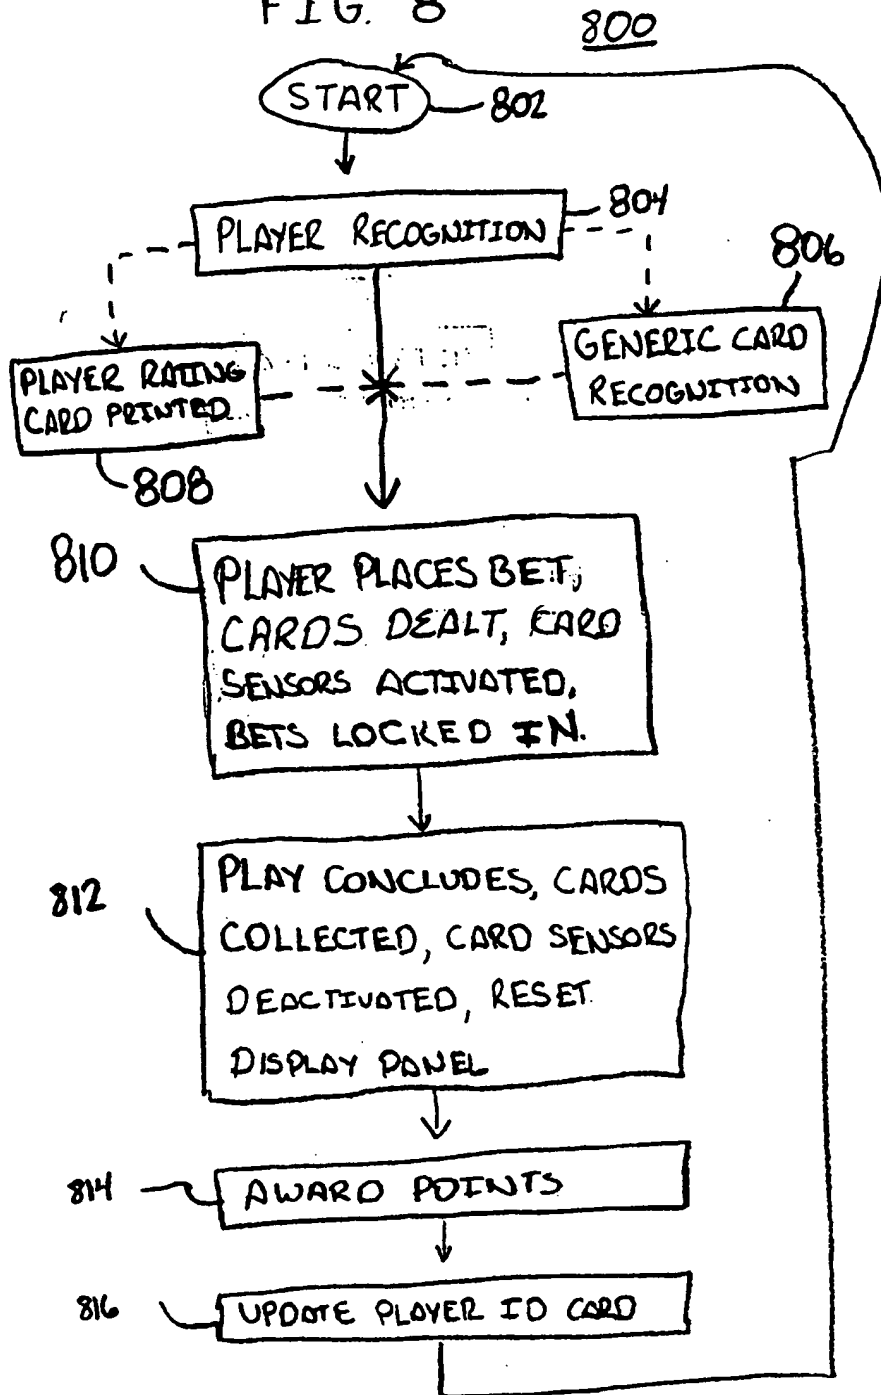 FIG. 8
800
START
802
PLAYER RECOGNITION
804
806
GENERIC CARD
RECOGNITION
PLAYER RATING
CARD PRINTED
808
810
PLAYER PLACES BET,
CARDS DEALT, CARD
SENSORS ACTIVATED,
BETS LOCKED IN.
812
PLAY CONCLUDES, CARDS
COLLECTED, CARD SENSORS
DEACTIVATED, RESET
DISPLAY PANEL
814
AWARD POINTS
816
UPDATE PLAYER ID CARD